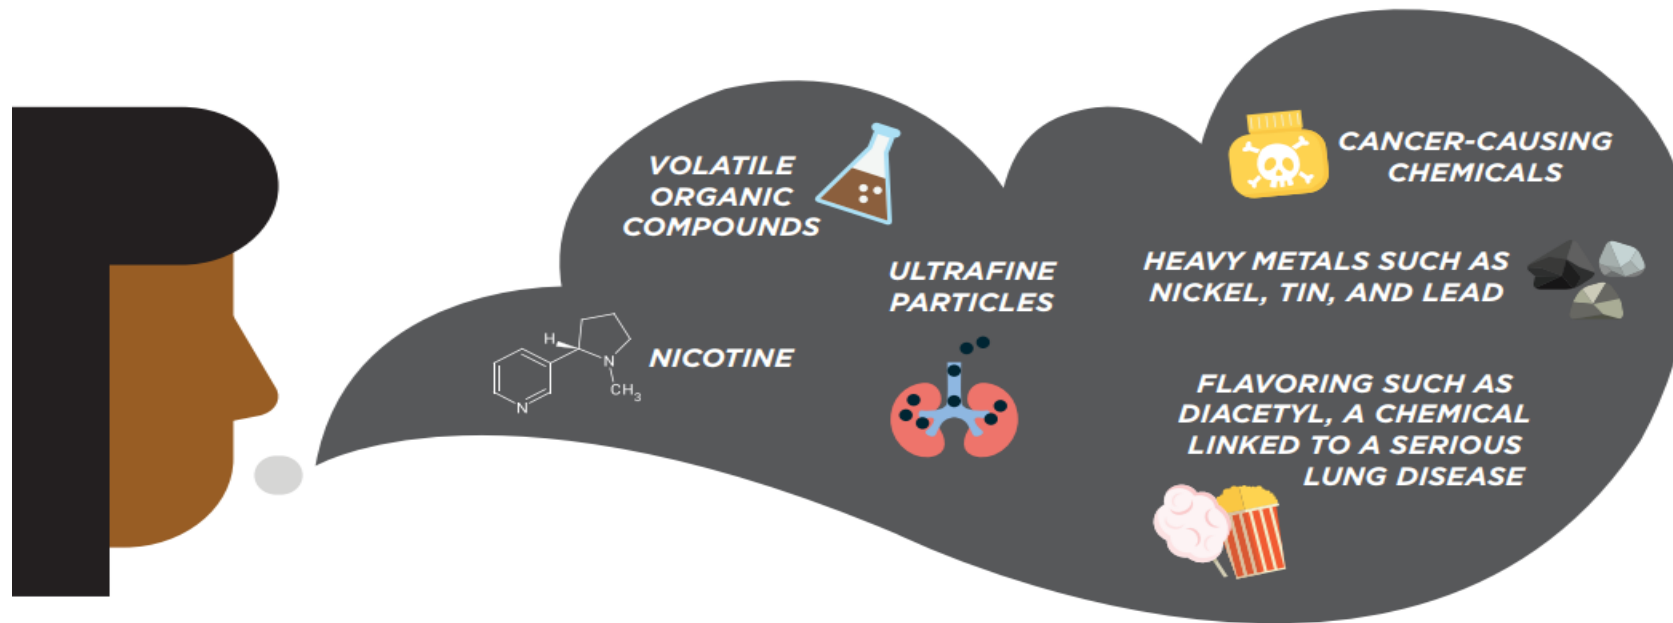 VOLATILE
ORGANIC
COMPOUNDS
NICOTINE
H
N
CH3
N
ULTRAFINE
PARTICLES
CANCER-CAUSING
CHEMICALS
HEAVY METALS SUCH AS
NICKEL, TIN, AND LEAD
FLAVORING SUCH AS
DIACETYL, A CHEMICAL
LINKED TO A SERIOUS
LUNG DISEASE